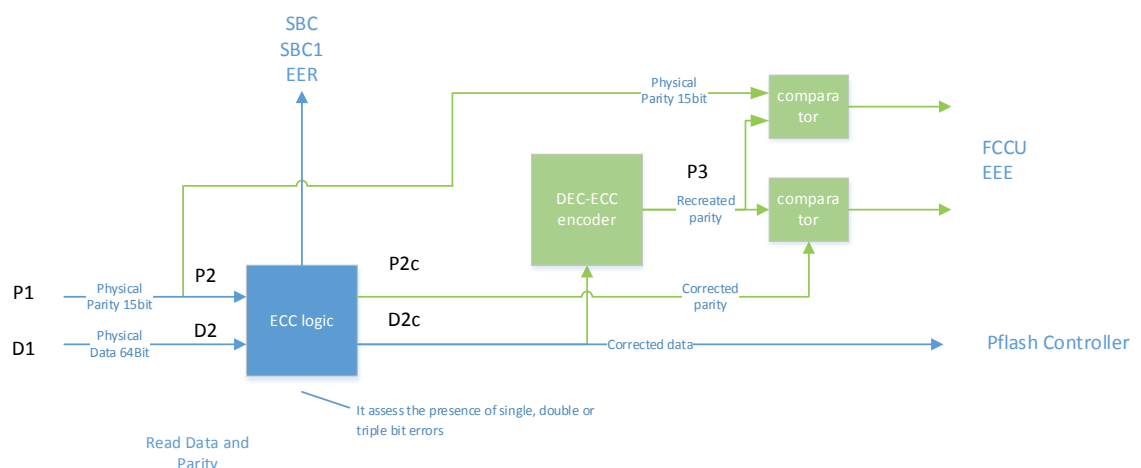 SBC
SBC1
EER
Physical
Parity 15bit
compara
tor
FCCU
EEE
P3
DEC-ECC
encoder
Recreated
parity
compara
tor
P1
Physical
Parity 15bit
P2
P2c
ECC logic
Corrected
parity
D1
Physical
Data 64Bit
D2
D2c
Corrected data
Pflash Controller
It assess the presence of single, double or
triple bit errors
Read Data and
Parity